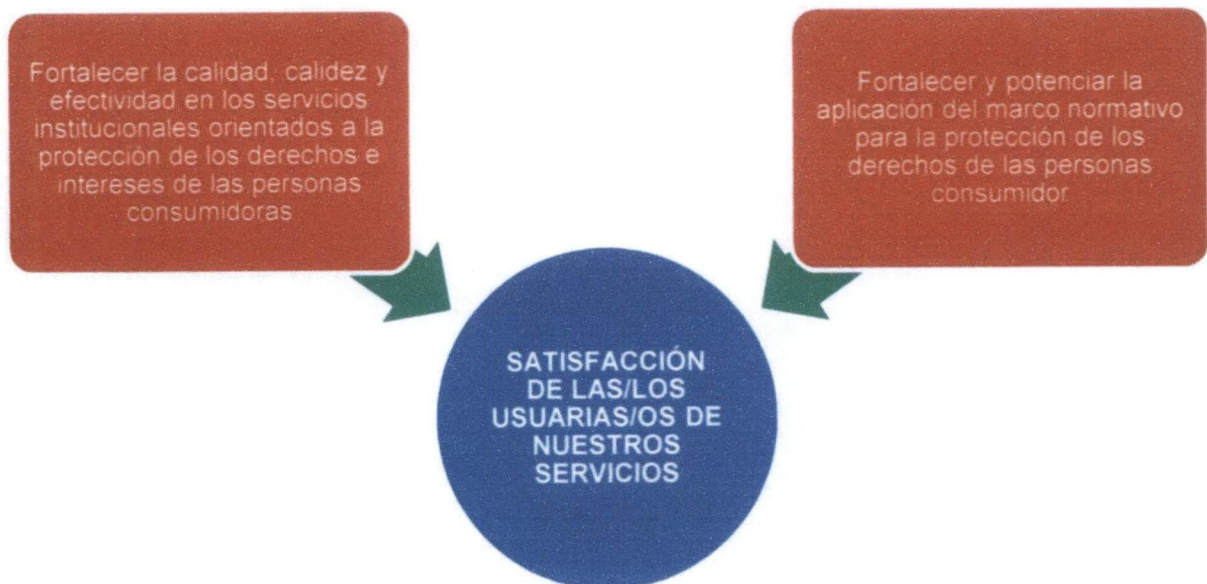 Fortalecer la calidad, calidez y
efectividad en los servicios
institucionales orientados a la
protección de los derechos e
intereses de las personas
consumidoras
Fortalecer y potenciar la
aplicación del marco normativo
para la protección de los
derechos de las personas
consumidor
SATISFACCIÓN
DE LAS/LOS
USUARIAS/OS DE
NUESTROS
SERVICIOS